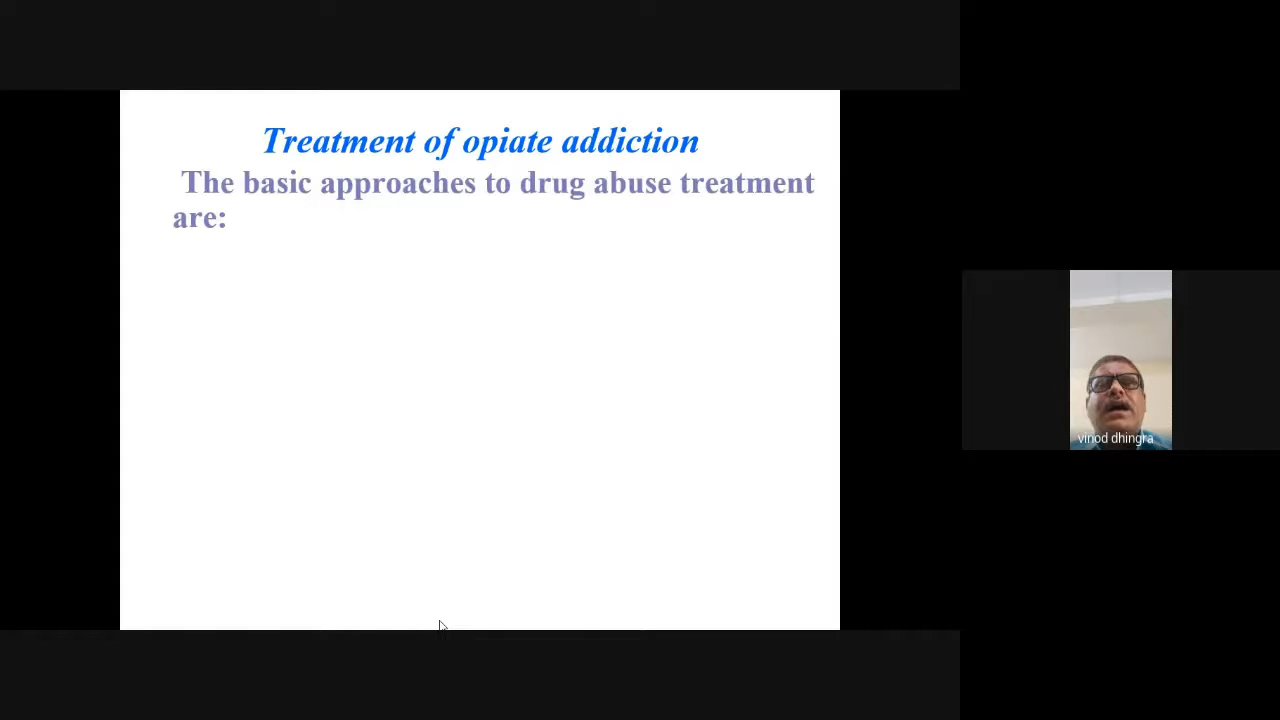 Treatment of opiate addiction
The basic approaches to drug abuse treatment
are:
vinod dhingra